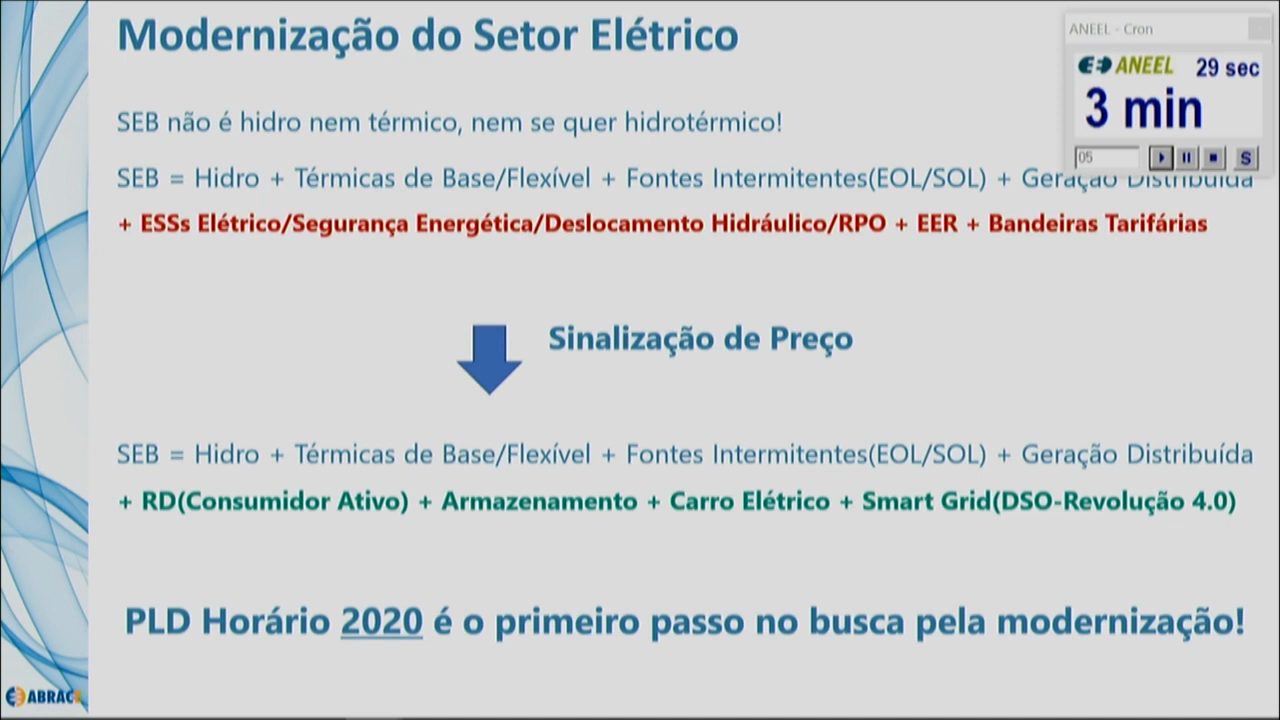 Modernização do Setor Elétrico
ANEEL - Cron
ANEEL 29 sec
3 min
05
S
SEB não é hidro nem térmico, nem se quer hidrotérmico!
SEB = Hidro + Térmicas de Base/Flexível + Fontes Intermitentes(EOL/SOL) + Geração Distribuída
+ ESSs Elétrico/Segurança Energética/Deslocamento Hidráulico/RPO + EER + Bandeiras Tarifárias
Sinalização de Preço
SEB = Hidro + Térmicas de Base/Flexível + Fontes Intermitentes(EOL/SOL) + Geração Distribuída
+ RD(Consumidor Ativo) + Armazenamento + Carro Elétrico + Smart Grid(DSO-Revolução 4.0)
PLD Horário 2020 é o primeiro passo no busca pela modernização!